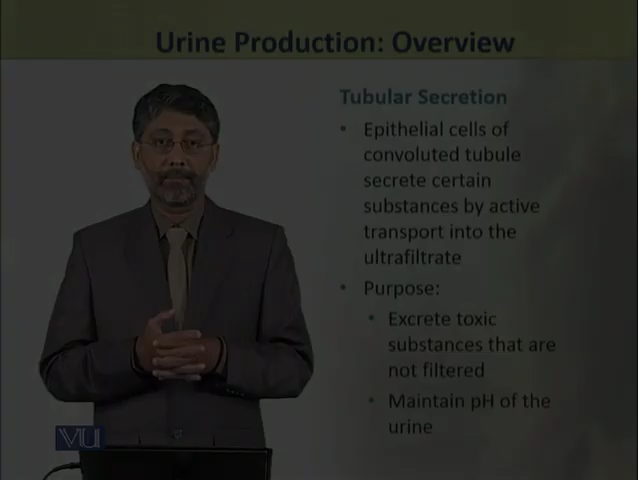 Urine Production: Overview
Tubular Secretion
• Epithelial cells of
convoluted tubule
secrete certain
substances by active
transport into the
ultrafiltrate
• Purpose:
• Excrete toxic
substances that are
not filtered
• Maintain pH of the
urine
VU